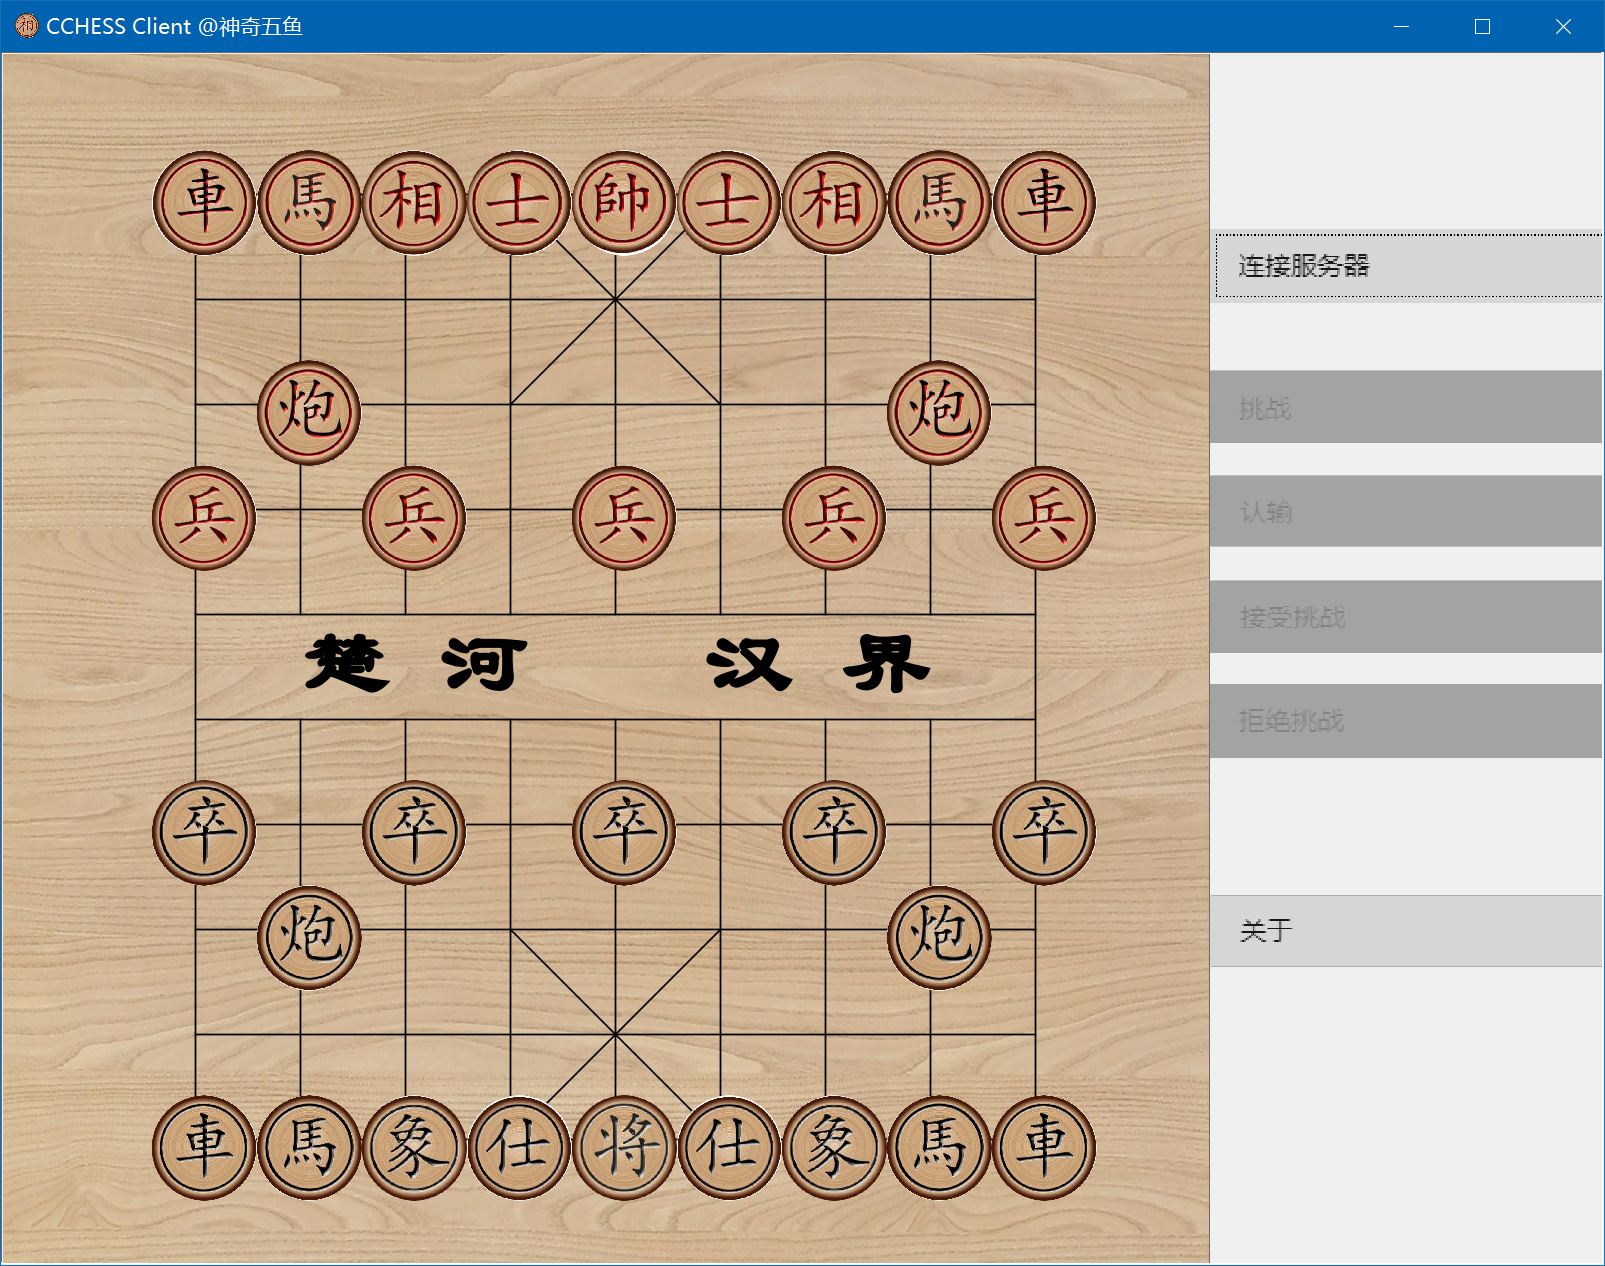 CCHESS Client @神奇五鱼
車馬相士帥士相馬車
连接服务器
炮炮
挑战
兵兵兵兵兵
认输
接受挑战
楚河 汉界
拒绝挑战
卒卒卒卒卒
炮炮
关于
車馬象仕将仕象馬車